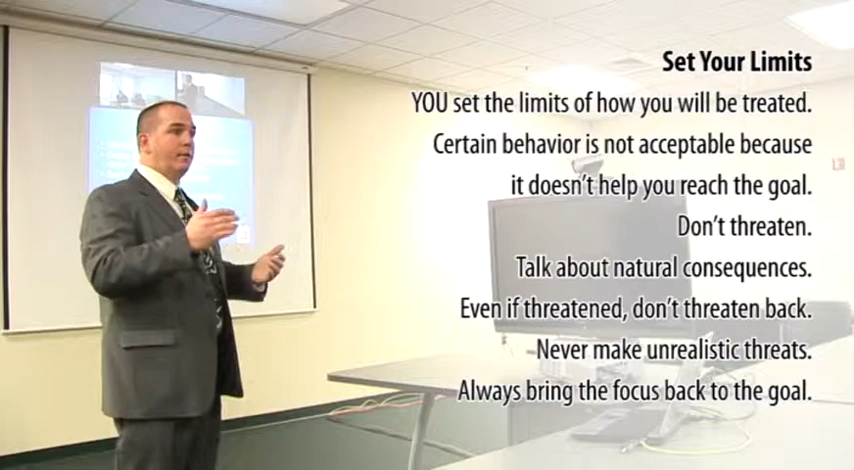 Set Your Limits
YOU set the limits of how you will be treated.
Certain behavior is not acceptable because
it doesn't help you reach the goal.
Don't threaten.
Talk about natural consequences.
Even if threatened, don't threaten back.
Never make unrealistic threats.
Always bring the focus back to the goal.